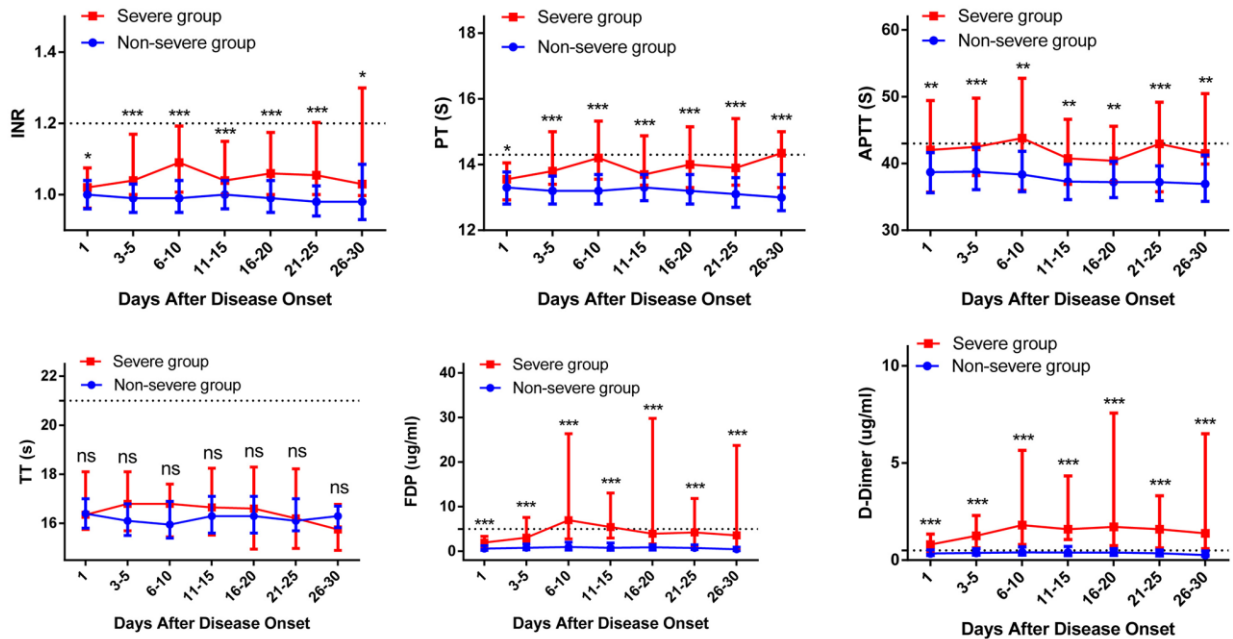 Severe group
Non-severe group
INR
1.4
1.2
1.0
* *** *** *** *** *** *
1 3-5 6-10 11-15 16-20 21-25 26-30
Days After Disease Onset
Severe group
Non-severe group
PT (S)
18
16
14
12
* *** *** *** *** *** ***
1 3-5 6-10 11-15 16-20 21-25 26-30
Days After Disease Onset
Severe group
Non-severe group
APTT (S)
60
50
40
30
** *** ** ** ** *** **
1 3-5 6-10 11-15 16-20 21-25 26-30
Days After Disease Onset
Severe group
Non-severe group
TT (s)
22
20
18
16
ns ns ns ns ns ns ns
1 3-5 6-10 11-15 16-20 21-25 26-30
Days After Disease Onset
Severe group
Non-severe group
FDP (ug/ml)
40
30
20
10
0
*** *** *** *** *** *** ***
1 3-5 6-10 11-15 16-20 21-25 26-30
Days After Disease Onset
Severe group
Non-severe group
D-Dimer (ug/ml)
10
5
0
*** *** *** *** *** *** ***
1 3-5 6-10 11-15 16-20 21-25 26-30
Days After Disease Onset